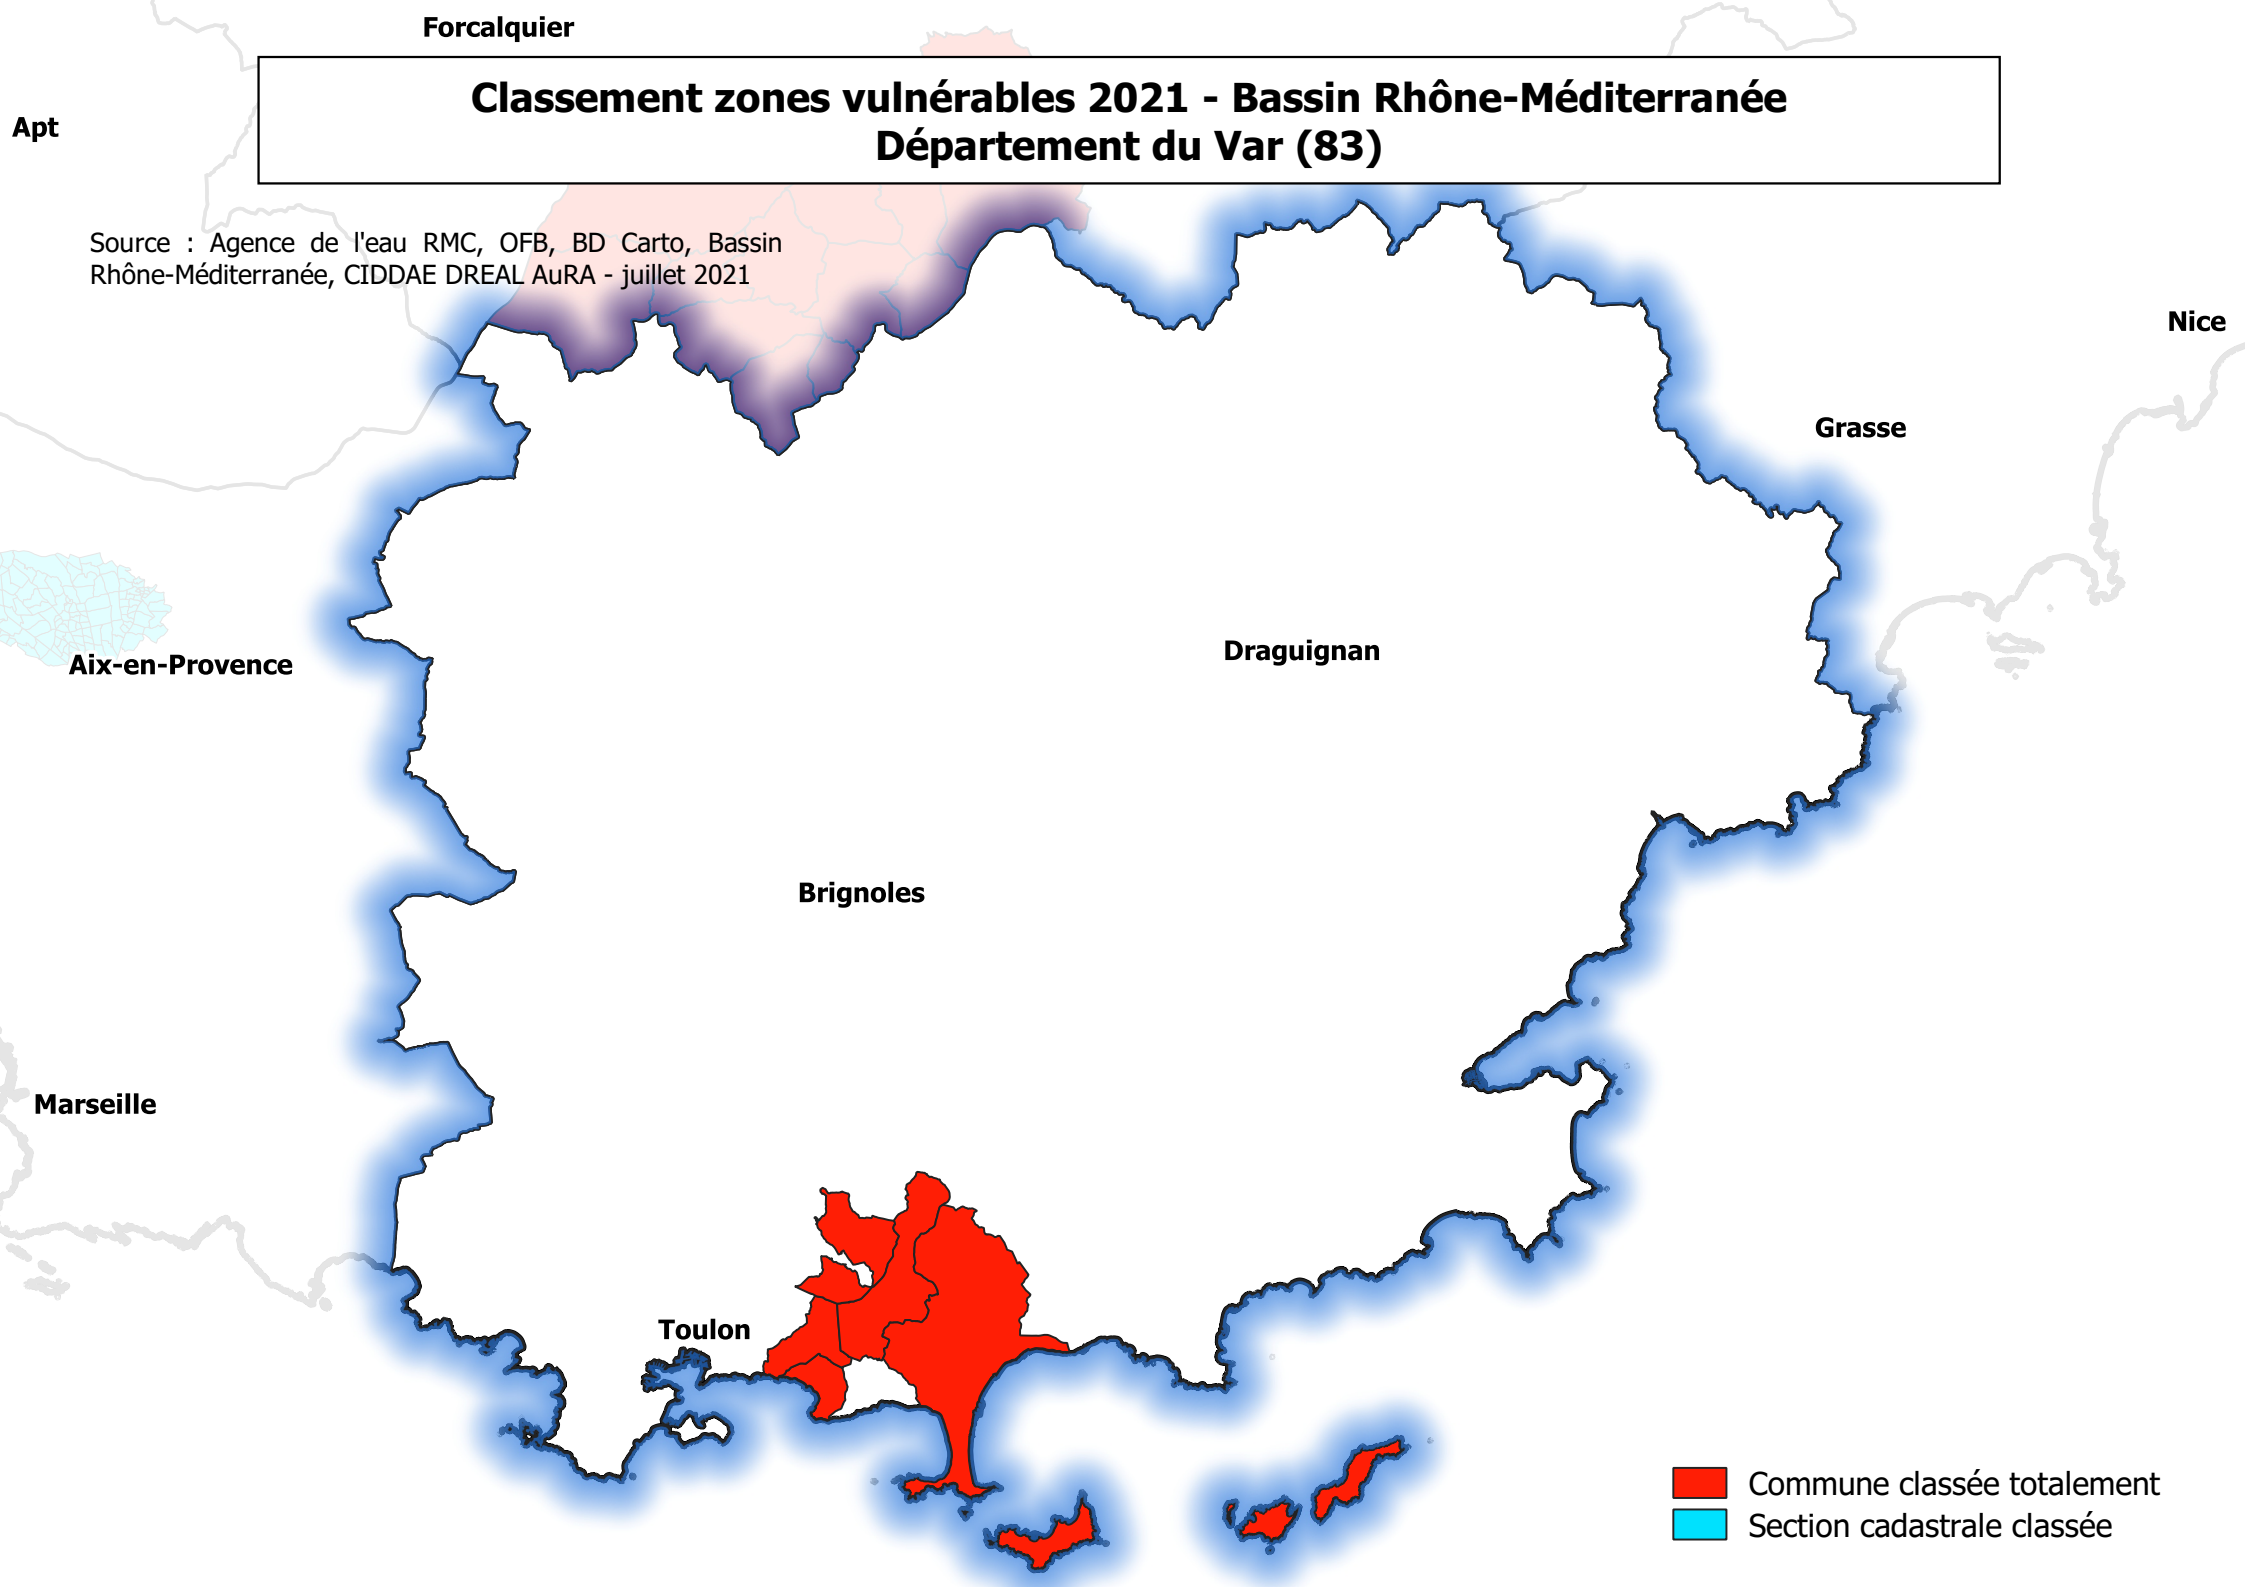 Forcalquier
Classement zones vulnérables 2021 - Bassin Rhône-Méditerranée
Département du Var (83)
Apt
Source : Agence de l'eau RMC, OFB, BD Carto, Bassin
Rhône-Méditerranée, CIDDAE DREAL AuRA - juillet 2021
Nice
Grasse
Draguignan
Aix-en-Provence
Brignoles
Marseille
Toulon
Commune classée totalement
Section cadastrale classée